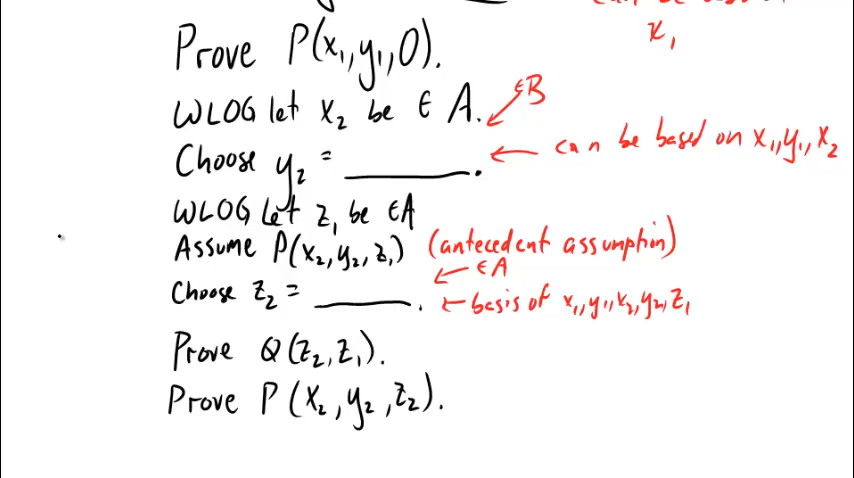 x₁
Prove P(x₁,y₁,0).
WLOG let x₂ be ∈ A.
∈B
Choose y₂ = ______.
← can be based on x₁,y₁,x₂
WLOG Let z₁ be ∈A
Assume P(x₂,y₂,z₁) (antecedent assumption)
← ∈A
Choose z₂ = ______. ← basis of x₁,y₁,x₂,y₂,z₁
Prove Q(z₂,z₁).
Prove P(x₂,y₂,z₂).